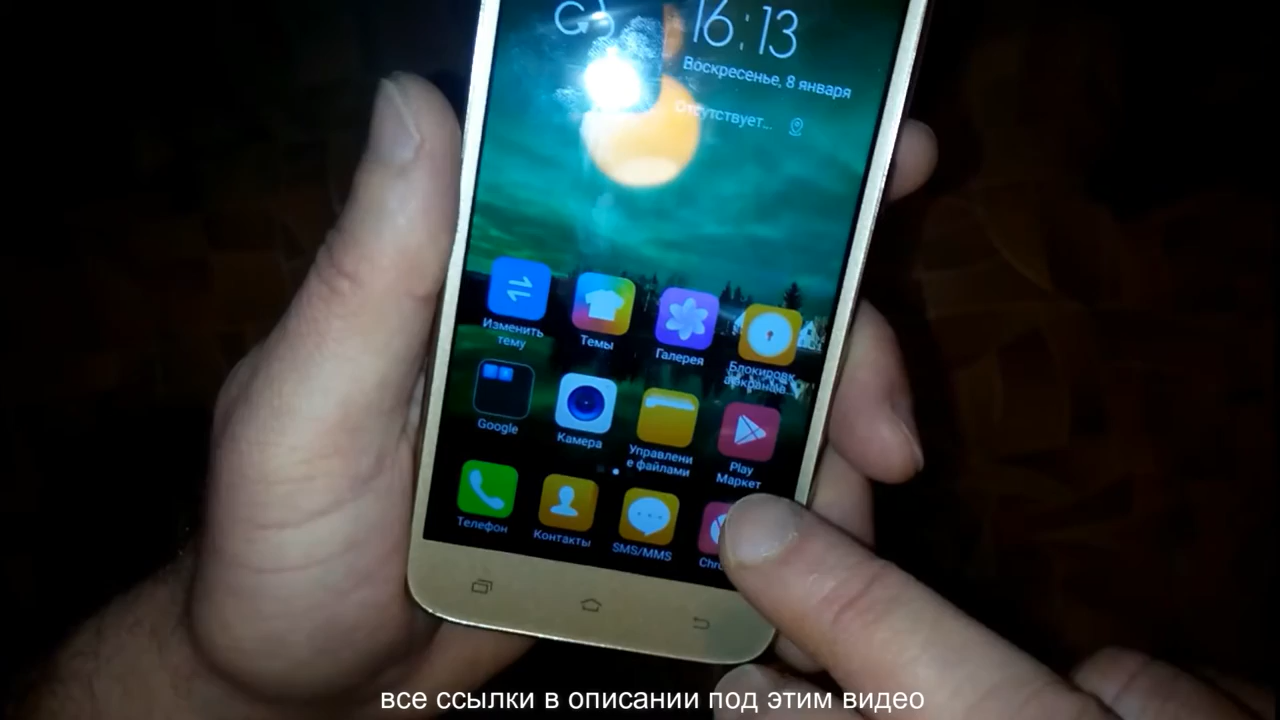 16:13
Воскресенье, 8 января
Отсутствует...
Изменить
тему
Темы
Галерея
Блокировк
Google
Камера
Управлени
е файлами
Play
Маркет
Телефон
Контакты
SMS/MMS
все ссылки в описании под этим видео